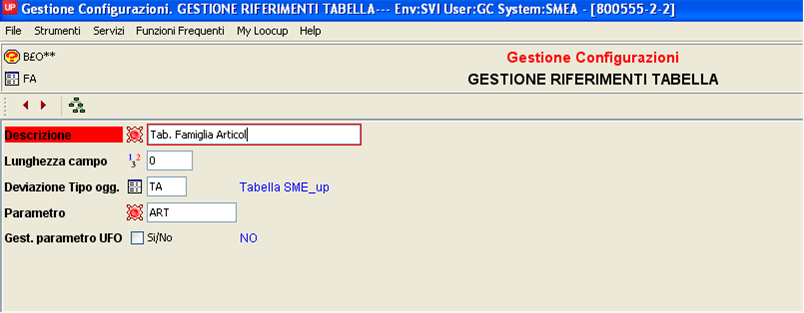 UP Gestione Configurazioni. GESTIONE RIFERIMENTI TABELLA--- Env:SVI User:GC System:SMEA - [800555-2-2]
File Strumenti Servizi Funzioni Frequenti My Loocup Help
B£O**
Gestione Configurazioni
FA
GESTIONE RIFERIMENTI TABELLA
Descrizione Tab. Famiglia Articol
Lunghezza campo 123 0
Deviazione Tipo ogg. TA Tabella SME_up
Parametro ART
Gest. parametro UFO Si/No NO